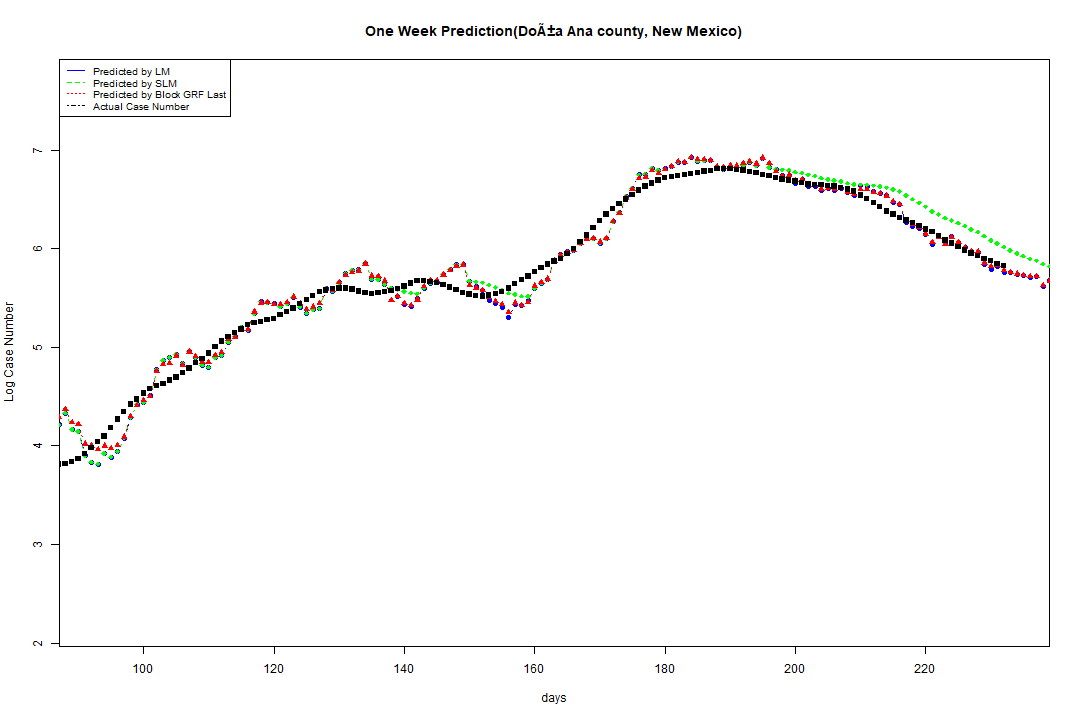 One Week Prediction(DoÃ±a Ana county, New Mexico)
Predicted by LM
Predicted by SLM
Predicted by Block GRF Last
Actual Case Number
Log Case Number
7
6
5
4
3
2
100 120 140 160 180 200 220
days